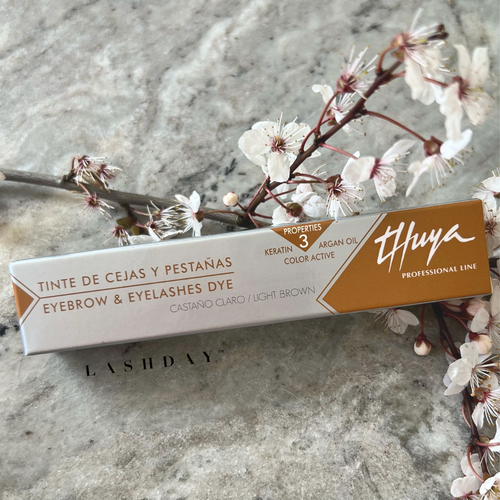 TINTE DE CEJAS Y PESTAÑAS
EYEBROW & EYELASHES DYE
CASTAÑO CLARO / LIGHT BROWN
PROPERTIES
3
KERATIN ARGAN OIL
COLOR ACTIVE
thuya
PROFESSIONAL LINE
LASHDAY